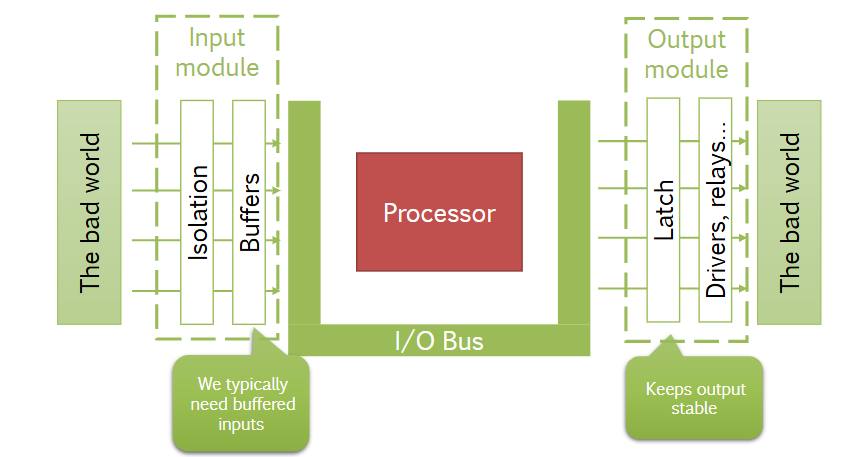 Input
module
Output
module
The bad world
Isolation
Buffers
Processor
Latch
Drivers, relays...
The bad world
I/O Bus
We typically
need buffered
inputs
Keeps output
stable